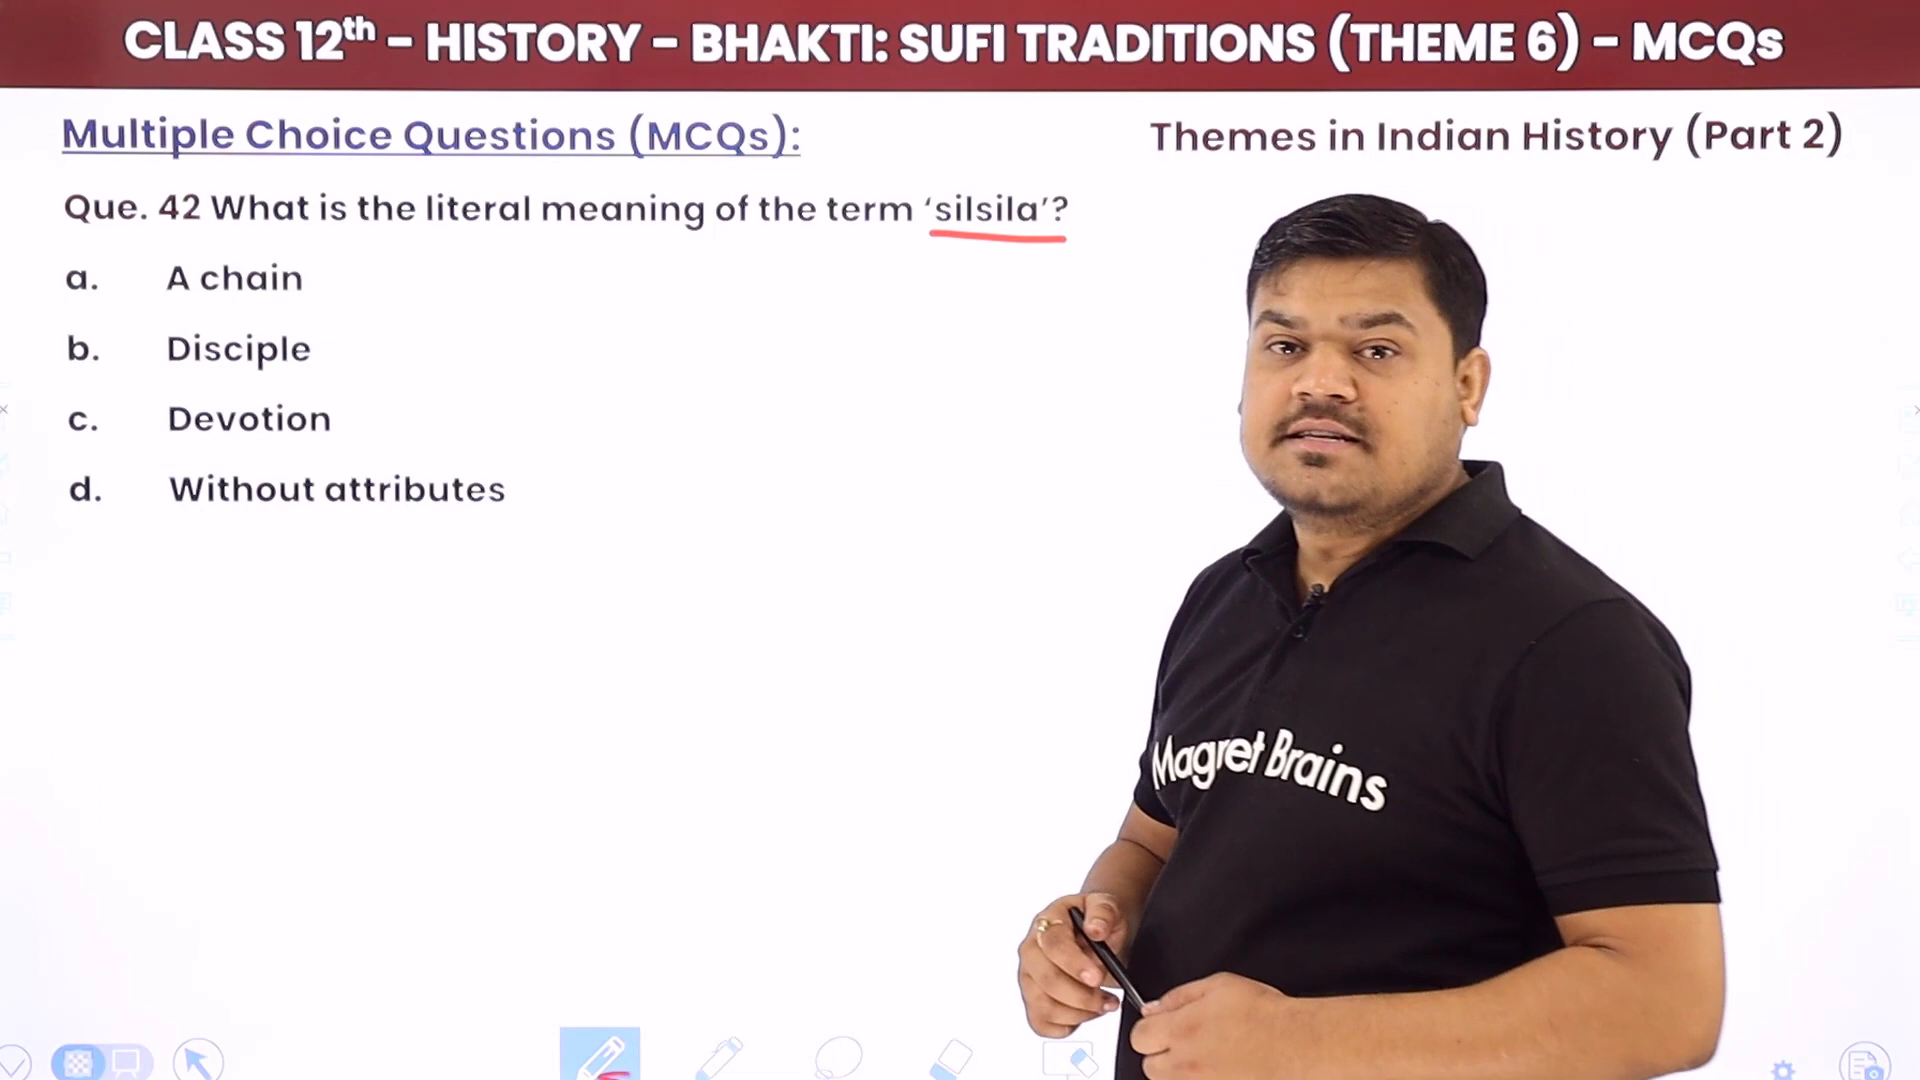 CLASS 12th - HISTORY - BHAKTI: SUFI TRADITIONS (THEME 6) - MCQs
Multiple Choice Questions (MCQs):
Themes in Indian History (Part 2)
Que. 42 What is the literal meaning of the term ‘silsila’?
a. A chain
b. Disciple
c. Devotion
d. Without attributes
Magnet Brains